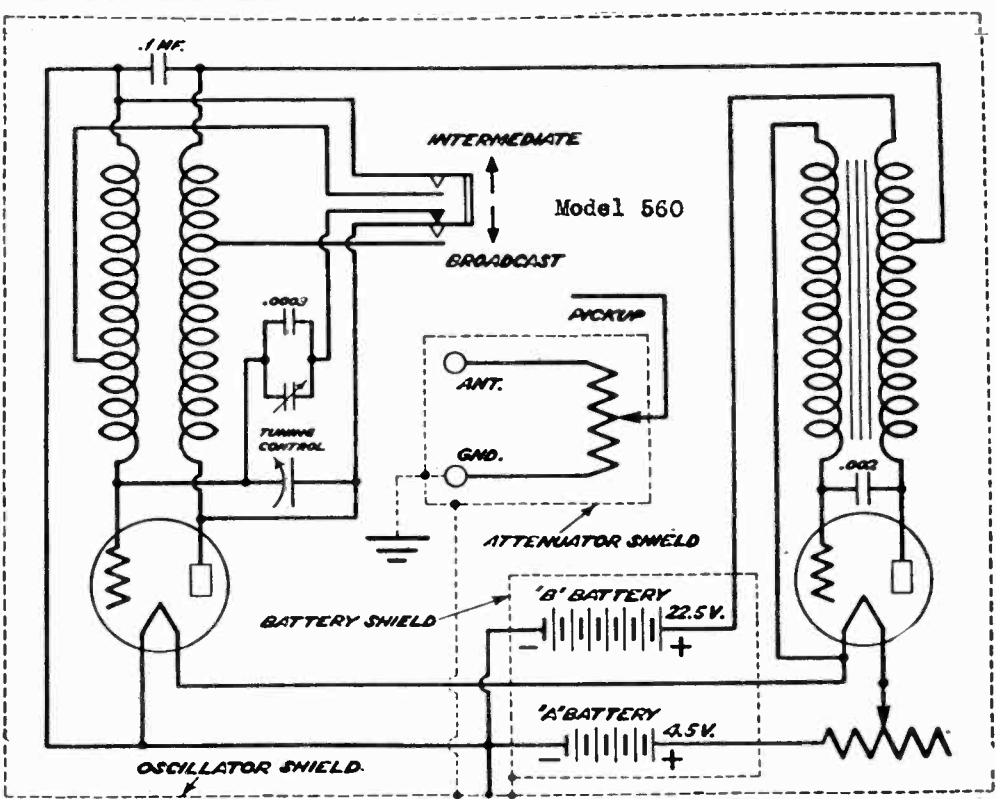 .1 MF.
INTERMEDIATE
Model 560
BROADCAST
.0003
PICKUP
ANT.
TUNING
CONTROL
GND.
.002
ATTENUATOR SHIELD
"B" BATTERY
22.5V.
BATTERY SHIELD
- +
"A" BATTERY
4.5V.
- +
OSCILLATOR SHIELD.